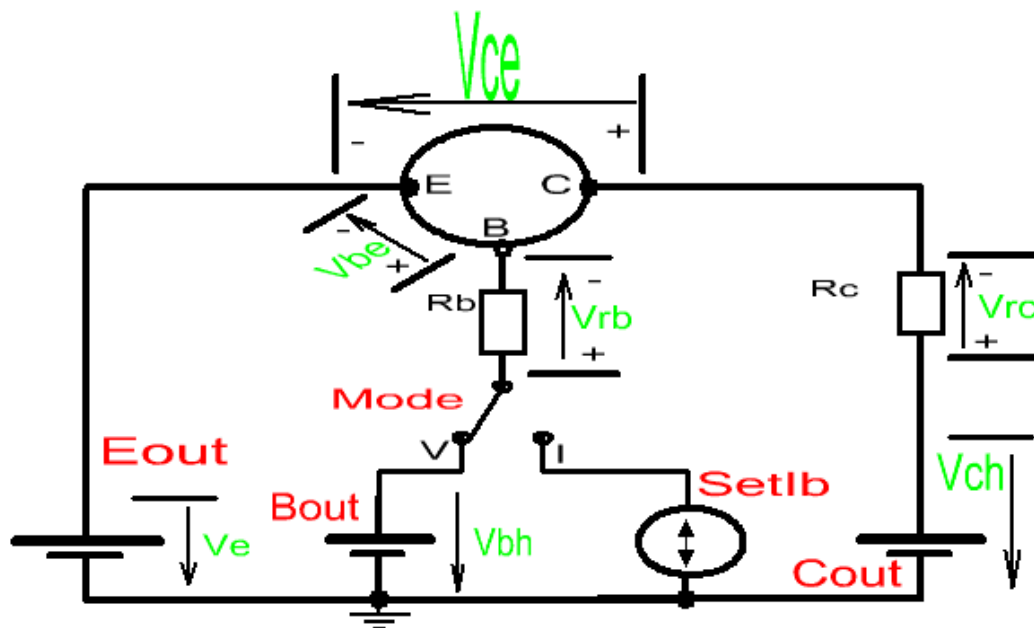 Vce
- +
E C
B
- +
Vbe
Rb
- +
Vrb
Rc
- +
Vrc
Mode
V I
Eout
Ve
Bout
Vbh
SetIb
Vch
Cout